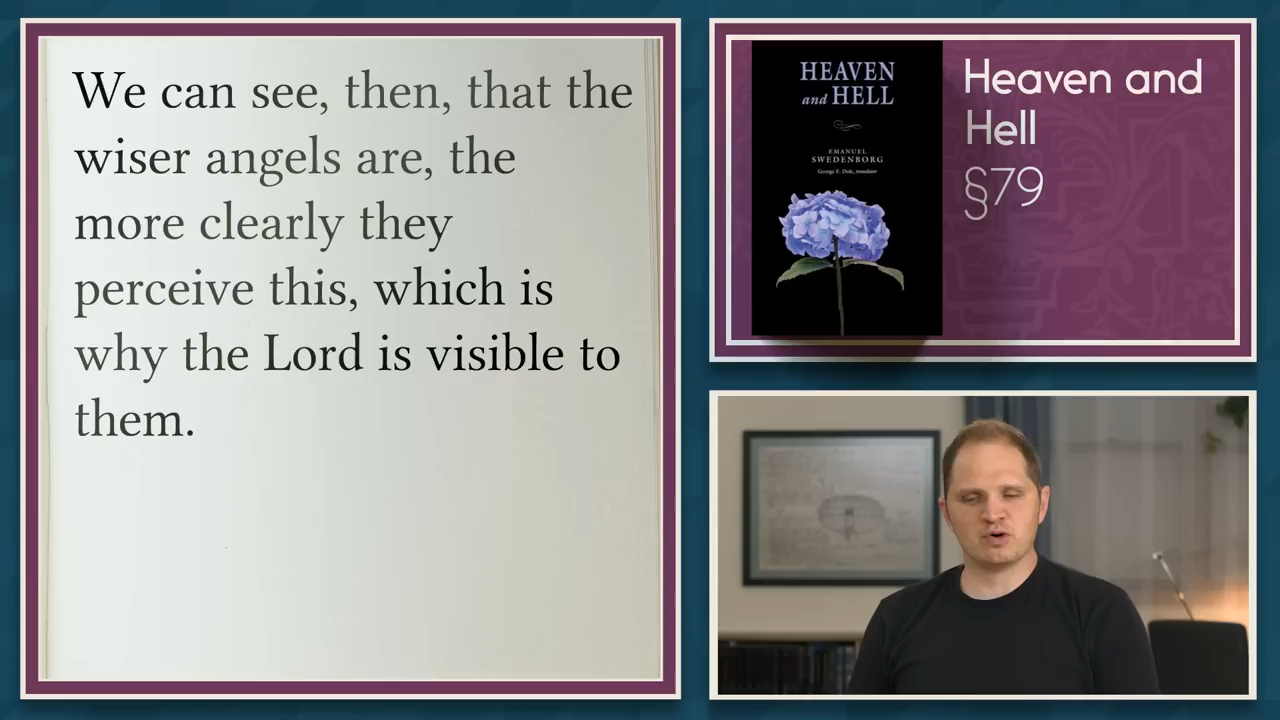 We can see, then, that the
wiser angels are, the
more clearly they
perceive this, which is
why the Lord is visible to
them.
HEAVEN
and HELL
EMANUEL
SWEDENBORG
George F. Dole, translator
Heaven and
Hell
§79